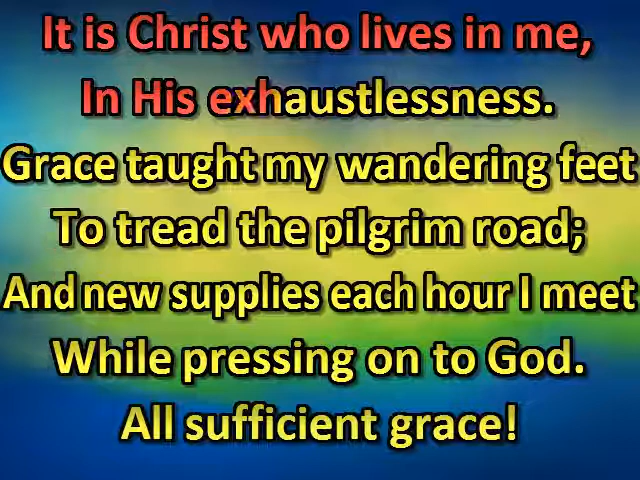 It is Christ who lives in me,
In His exhaustlessness.
Grace taught my wandering feet
To tread the pilgrim road;
And new supplies each hour I meet
While pressing on to God.
All sufficient grace!